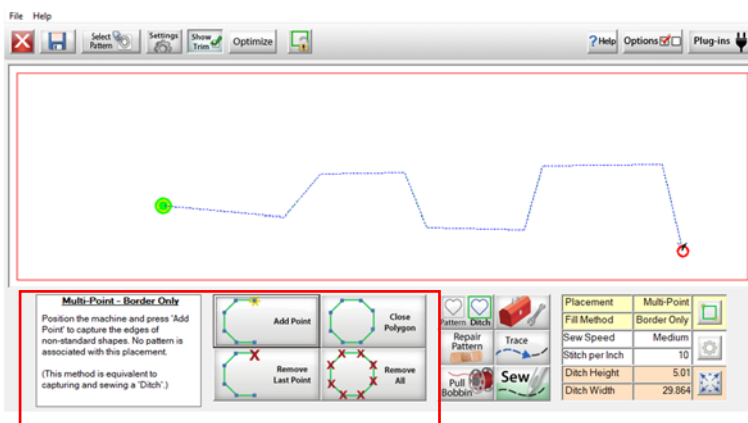 File Help
Select Pattern
Settings
Show Trim
Optimize
?Help
Options
Plug-ins
Multi-Point - Border Only
Position the machine and press 'Add
Point' to capture the edges of
non-standard shapes. No pattern is
associated with this placement.
(This method is equivalent to
capturing and sewing a 'Ditch'.)
Add Point
Close
Polygon
Remove
Last Point
Remove
All
Pattern Ditch
Repair
Pattern
Trace
Pull
Bobbin
Sew
Placement Multi-Point
Fill Method Border Only
Sew Speed Medium
Stitch per Inch 10
Ditch Height 5.01
Ditch Width 29.864